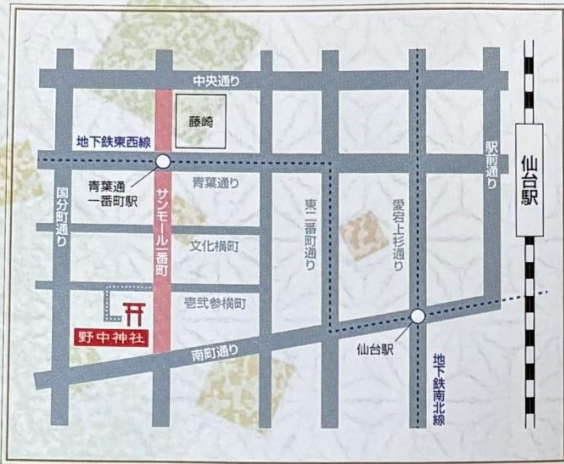 中央通り
藤崎
地下鉄東西線
青葉通
一番町駅
青葉通り
国分町通り
サンモール一番町
東二番町通り
愛宕上杉通り
駅前通り
仙台駅
文化横町
壱弐参横町
野中神社
南町通り
仙台駅
地下鉄南北線